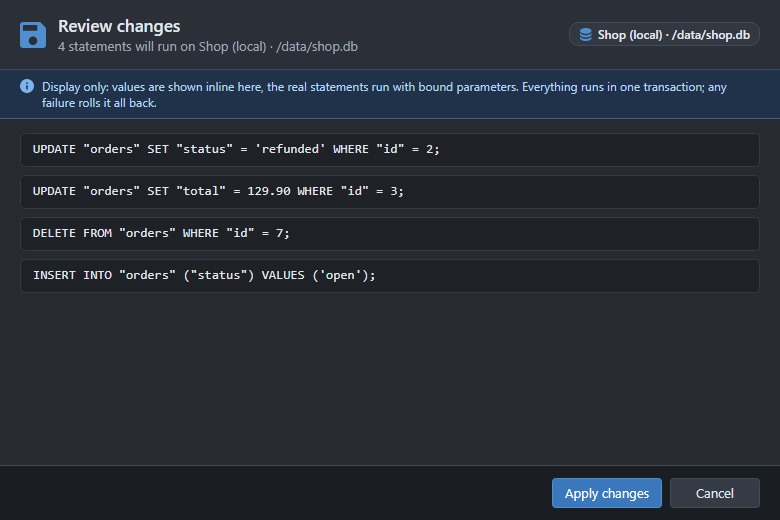 Review changes
4 statements will run on Shop (local) · /data/shop.db
Shop (local) · /data/shop.db
Display only: values are shown inline here, the real statements run with bound parameters. Everything runs in one transaction; any
failure rolls it all back.
UPDATE "orders" SET "status" = 'refunded' WHERE "id" = 2;
UPDATE "orders" SET "total" = 129.90 WHERE "id" = 3;
DELETE FROM "orders" WHERE "id" = 7;
INSERT INTO "orders" ("status") VALUES ('open');
Apply changes
Cancel